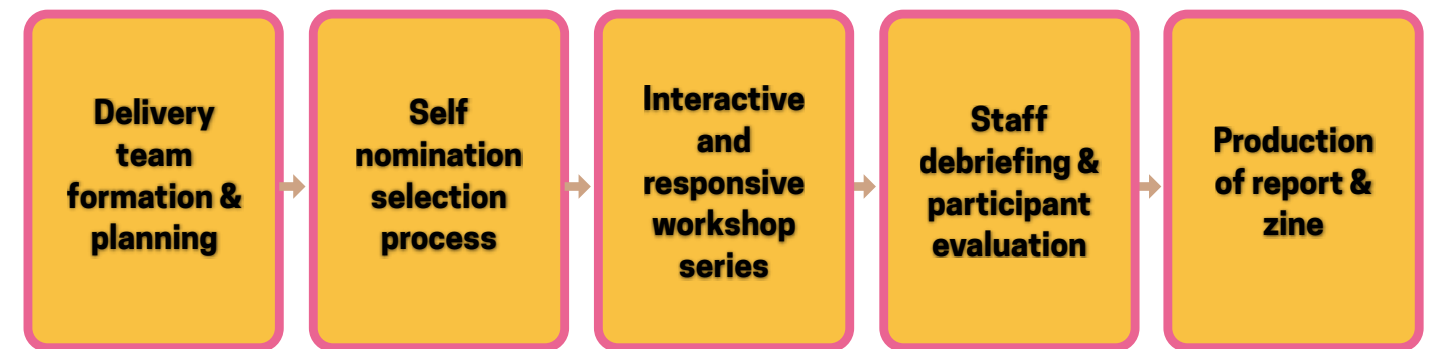 Delivery
team
formation &
planning
Self
nomination
selection
process
Interactive
and
responsive
workshop
series
Staff
debriefing &
participant
evaluation
Production
of report &
zine